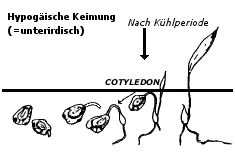 Hypogäische Keimung
(=unterirdisch)
Nach Kühlperiode
COTYLEDON